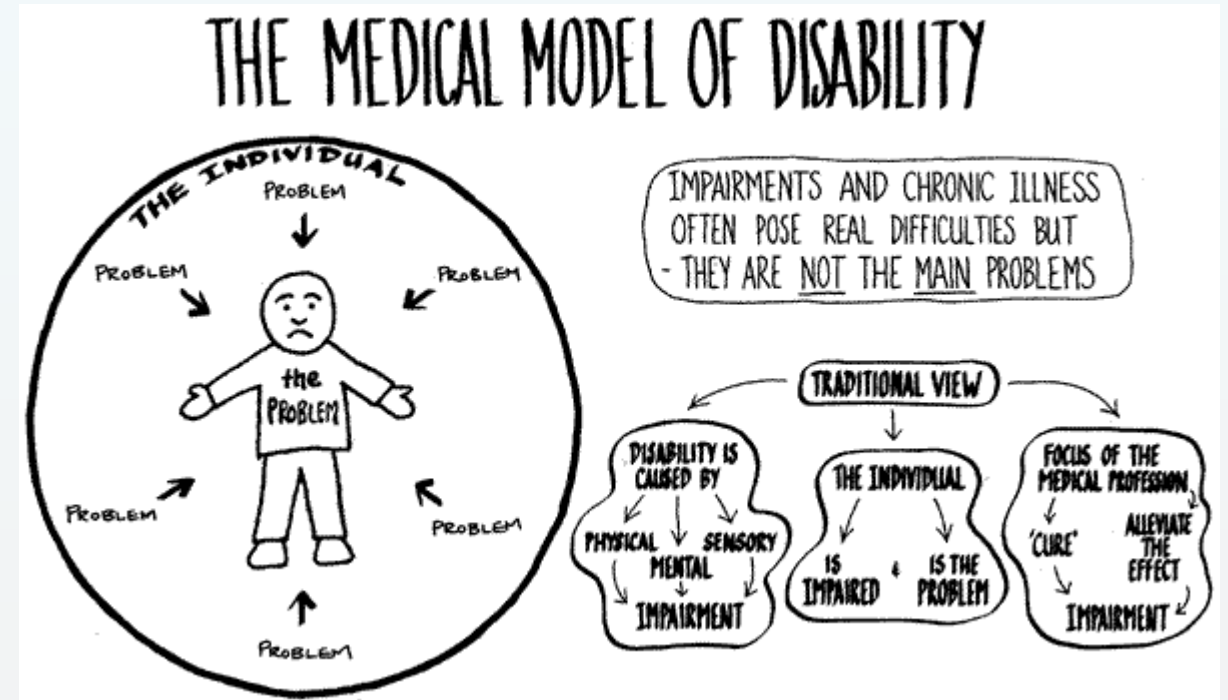 THE MEDICAL MODEL OF DISABILITY
THE INDIVIDUAL
PROBLEM
PROBLEM
PROBLEM
the
PROBLEM
PROBLEM
PROBLEM
PROBLEM
IMPAIRMENTS AND CHRONIC ILLNESS
OFTEN POSE REAL DIFFICULTIES BUT
- THEY ARE NOT THE MAIN PROBLEMS
TRADITIONAL VIEW
DISABILITY IS
CAUSED BY
PHYSICAL SENSORY
MENTAL
IMPAIRMENT
THE INDIVIDUAL
IS
IMPAIRED
&
IS THE
PROBLEM
FOCUS OF THE
MEDICAL PROFESSION
'CURE'
ALLEVIATE
THE
EFFECT
IMPAIRMENT